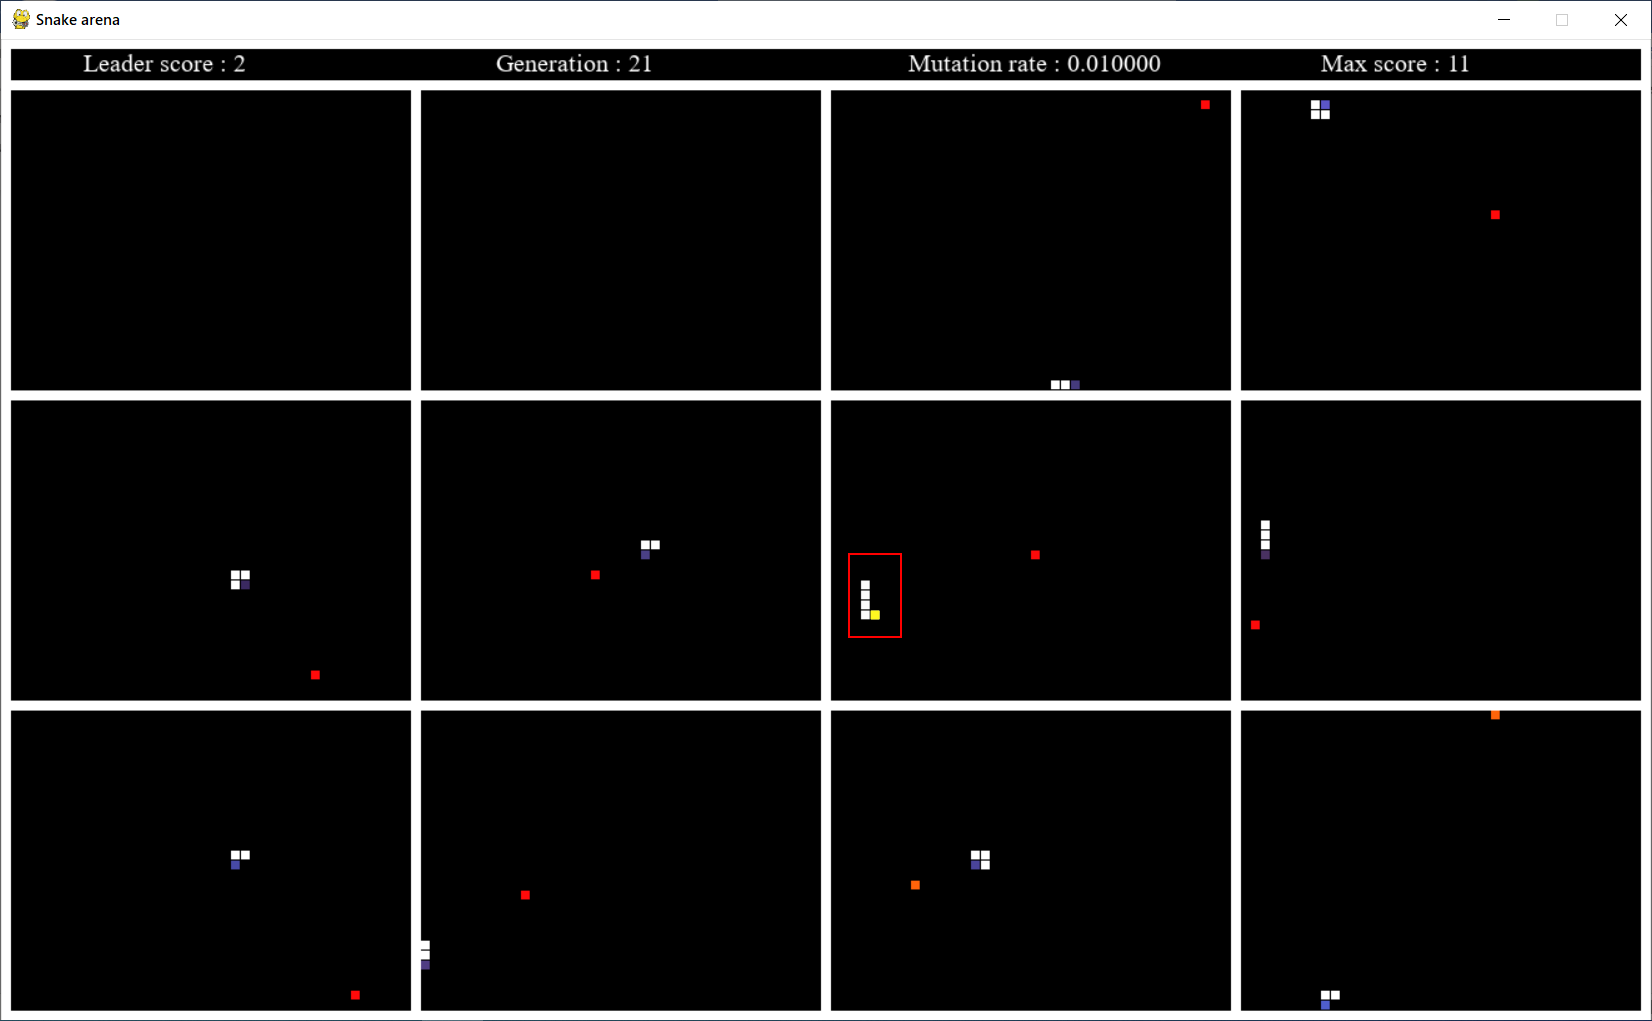 Snake arena
Leader score : 2 Generation : 21 Mutation rate : 0.010000 Max score : 11